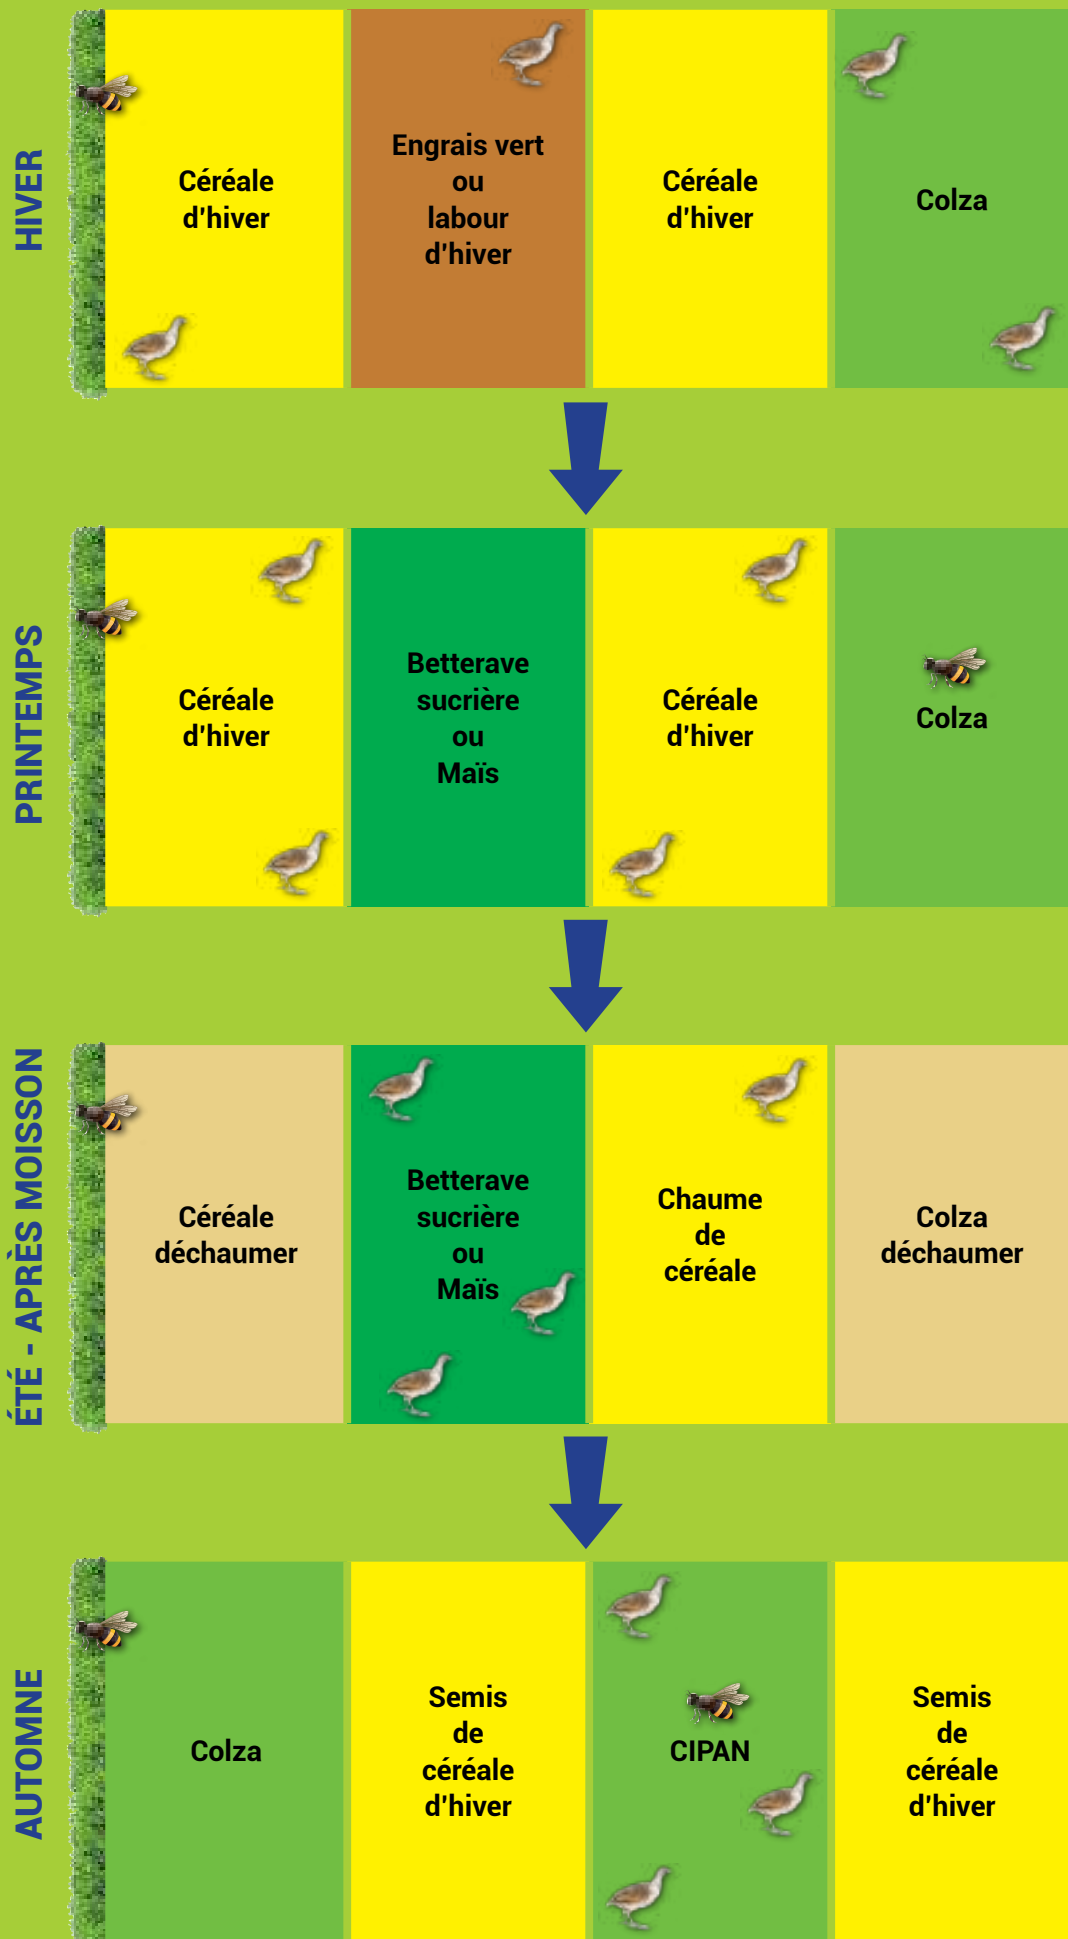 HIVER
Céréale
d'hiver
Engrais vert
ou
labour
d'hiver
Céréale
d'hiver
Colza
PRINTEMPS
Céréale
d'hiver
Betterave
sucrière
ou
Maïs
Céréale
d'hiver
Colza
ÉTÉ - APRÈS MOISSON
Céréale
déchaumer
Betterave
sucrière
ou
Maïs
Chaume
de
céréale
Colza
déchaumer
AUTOMNE
Colza
Semis
de
céréale
d'hiver
CIPAN
Semis
de
céréale
d'hiver